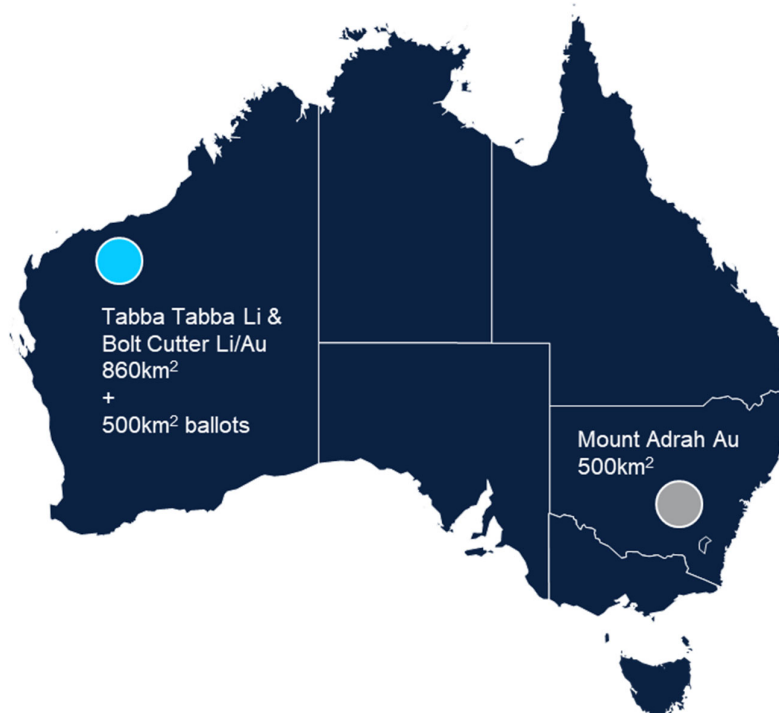 Tabba Tabba Li &
Bolt Cutter Li/Au
860km²
+
500km² ballots
Mount Adrah Au
500km²